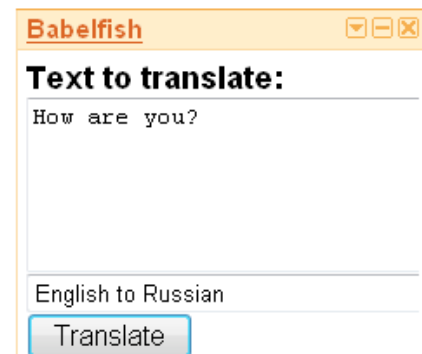 Babelfish
Text to translate:
How are you?
English to Russian
Translate